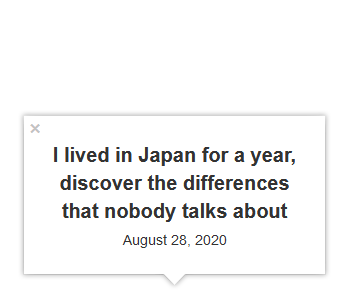 I lived in Japan for a year,
discover the differences
that nobody talks about
August 28, 2020